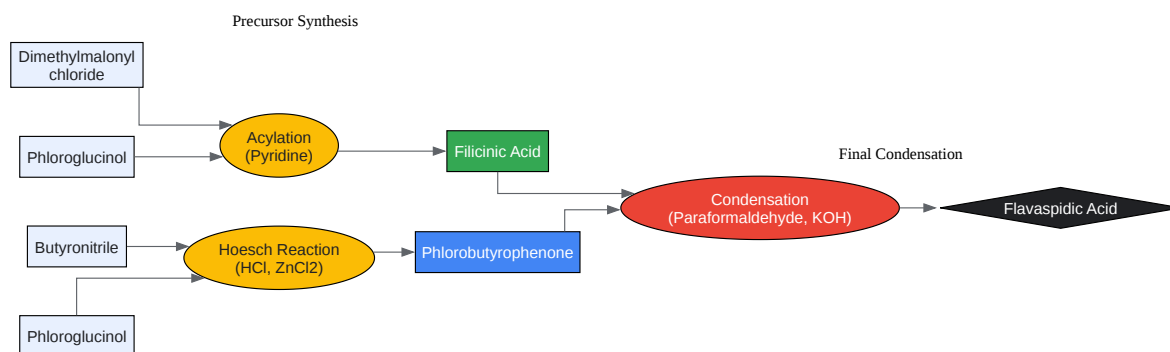 Precursor Synthesis
Dimethylmalonyl
chloride
Phloroglucinol
Acylation
(Pyridine)
Filicinic Acid
Final Condensation
Condensation
(Paraformaldehyde, KOH)
Flavaspidic Acid
Butyronitrile
Hoesch Reaction
(HCl, ZnCl2)
Phlorobutyrophenone
Phloroglucinol